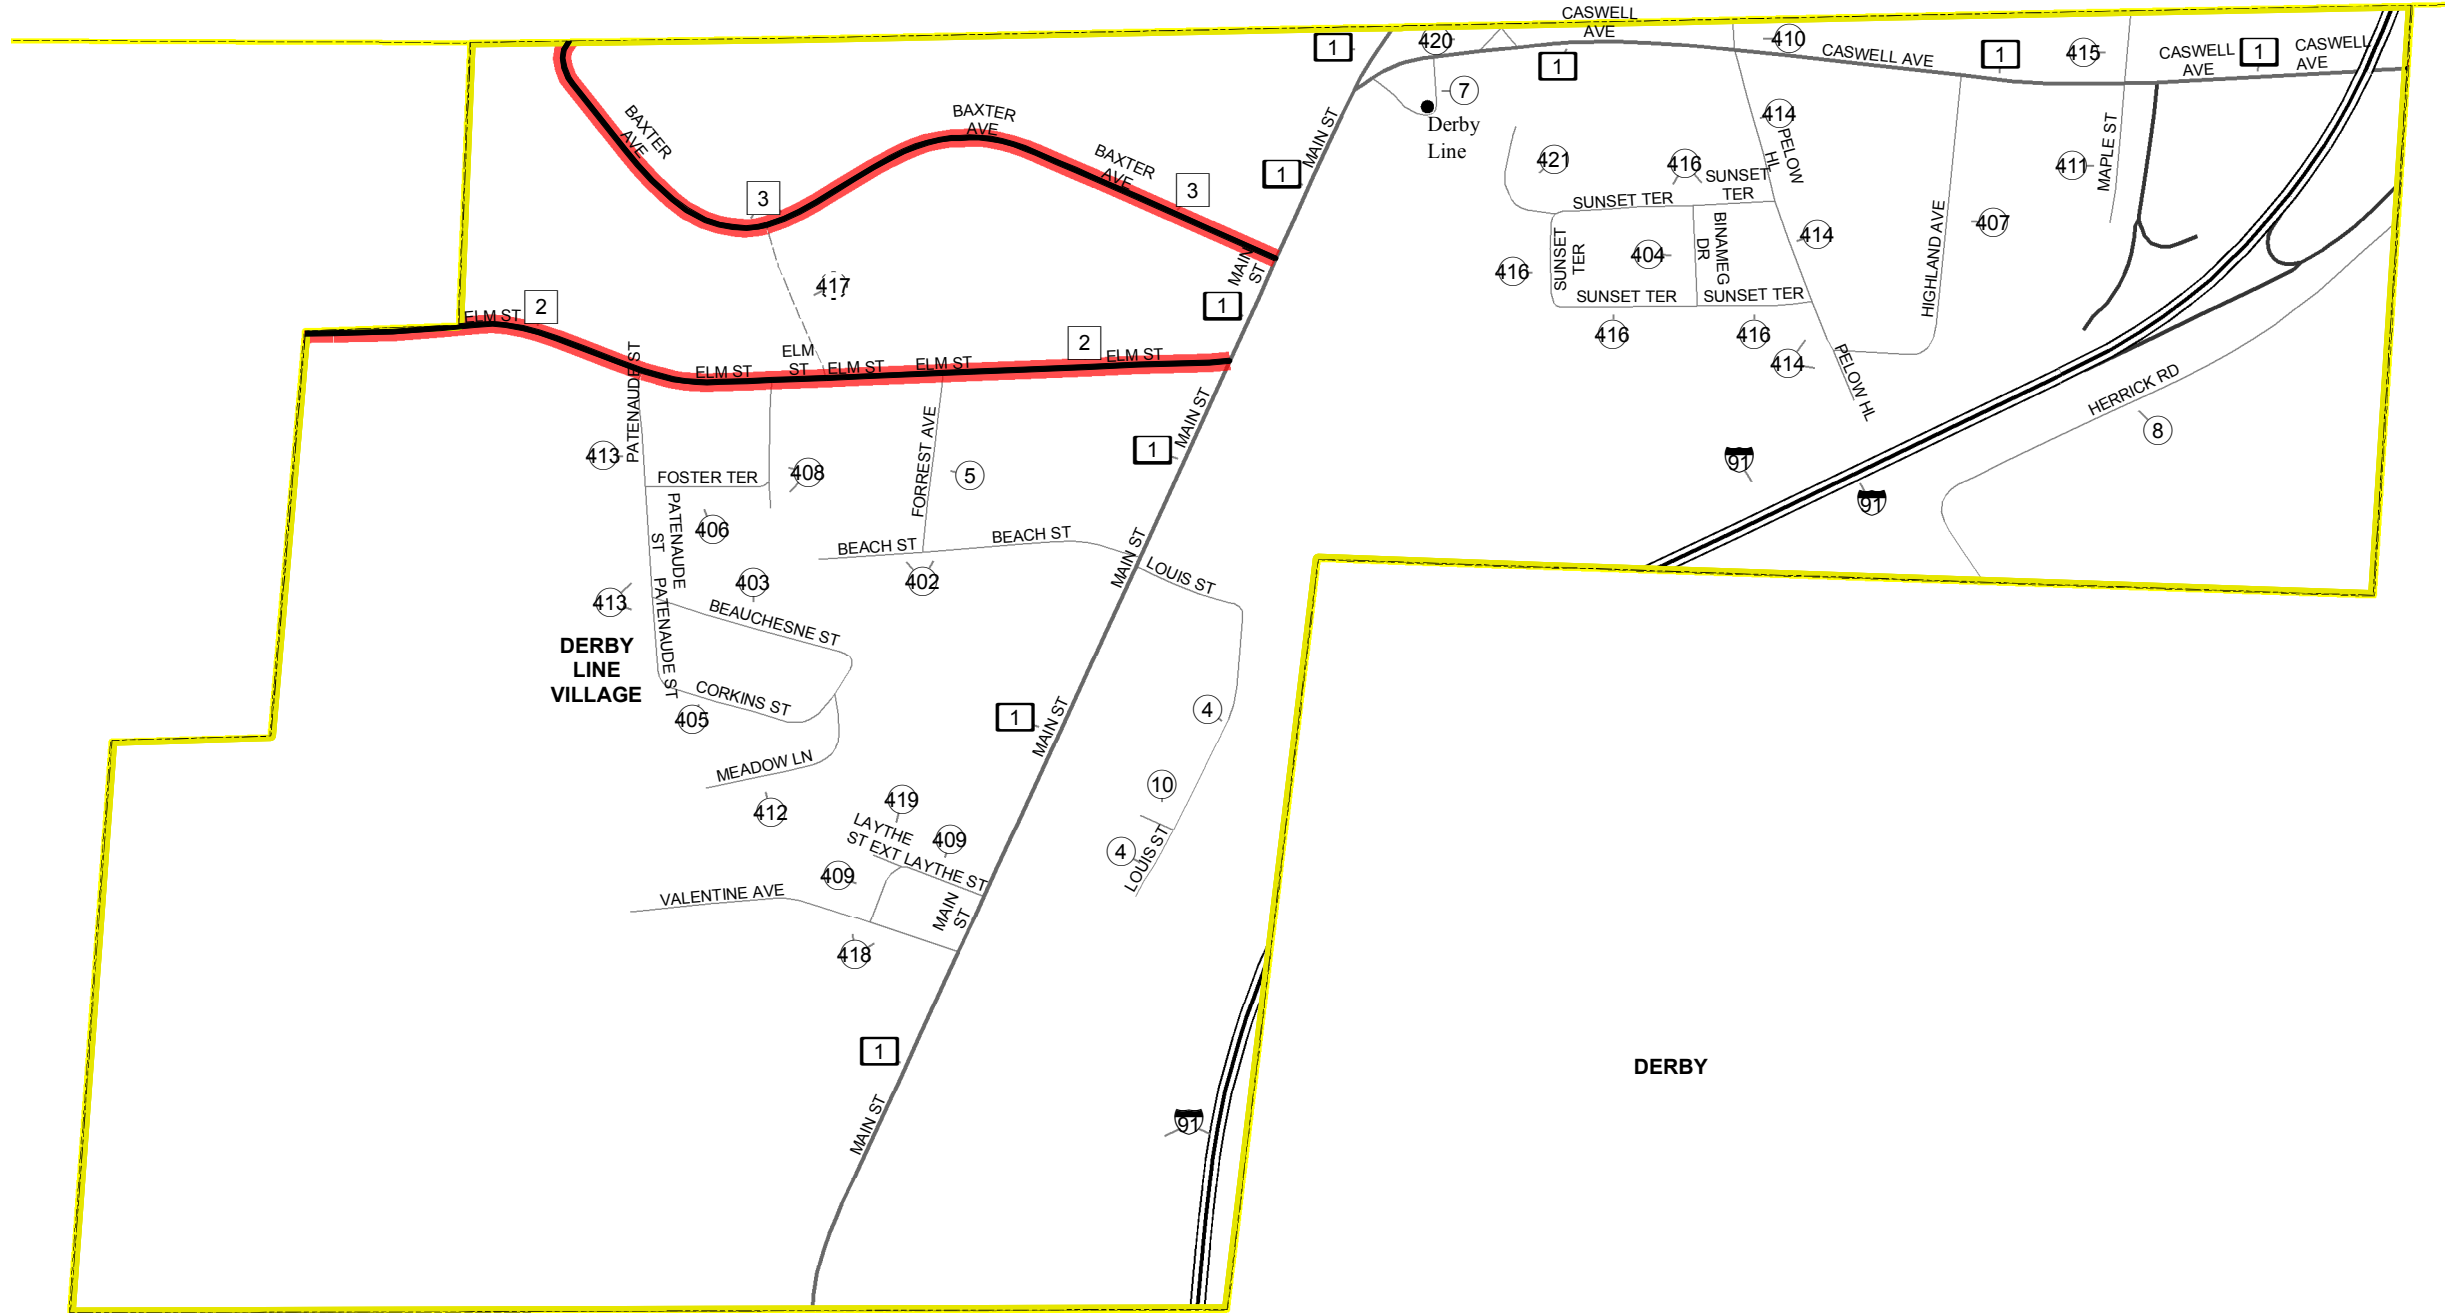 CASWELL
AVE
1
420
410
CASWELL AVE
1
415
CASWELL
AVE
1
CASWELL
AVE
1
7
Derby
Line
BAXTER
AVE
BAXTER
AVE
BAXTER
AVE
3
3
1
MAIN ST
414
PELOW
HL
421
416
SUNSET
TER
SUNSET TER
411
MAPLE ST
407
HIGHLAND AVE
414
BINAMEG
DR
404
SUNSET
TER
416
SUNSET TER
SUNSET TER
416
416
414
PELOW HL
MAIN
ST
1
417
ELM ST
2
2
ELM
ST
ELM ST
ELM ST
ELM ST
ELM ST
PATENAUDE ST
413
FOSTER TER
408
FORREST AVE
5
1
MAIN ST
HERRICK RD
8
91
91
406
PATENAUDE
ST
BEACH ST
BEACH ST
402
MAIN ST
LOUIS ST
403
413
PATENAUDE ST
BEAUCHESNE ST
DERBY
LINE
VILLAGE
CORKINS ST
405
1
MAIN ST
4
MEADOW LN
412
10
419
LAYTHE
ST EXT
409
LAYTHE ST
4
LOUIS ST
409
VALENTINE AVE
MAIN
ST
418
1
MAIN ST
91
DERBY